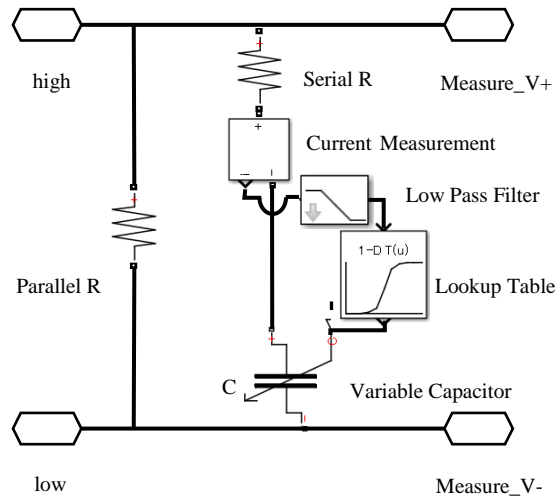 high
Serial R
Measure_V+
+
Current Measurement
i
Low Pass Filter
1-D T(u)
Parallel R
Lookup Table
C
Variable Capacitor
low
Measure_V-